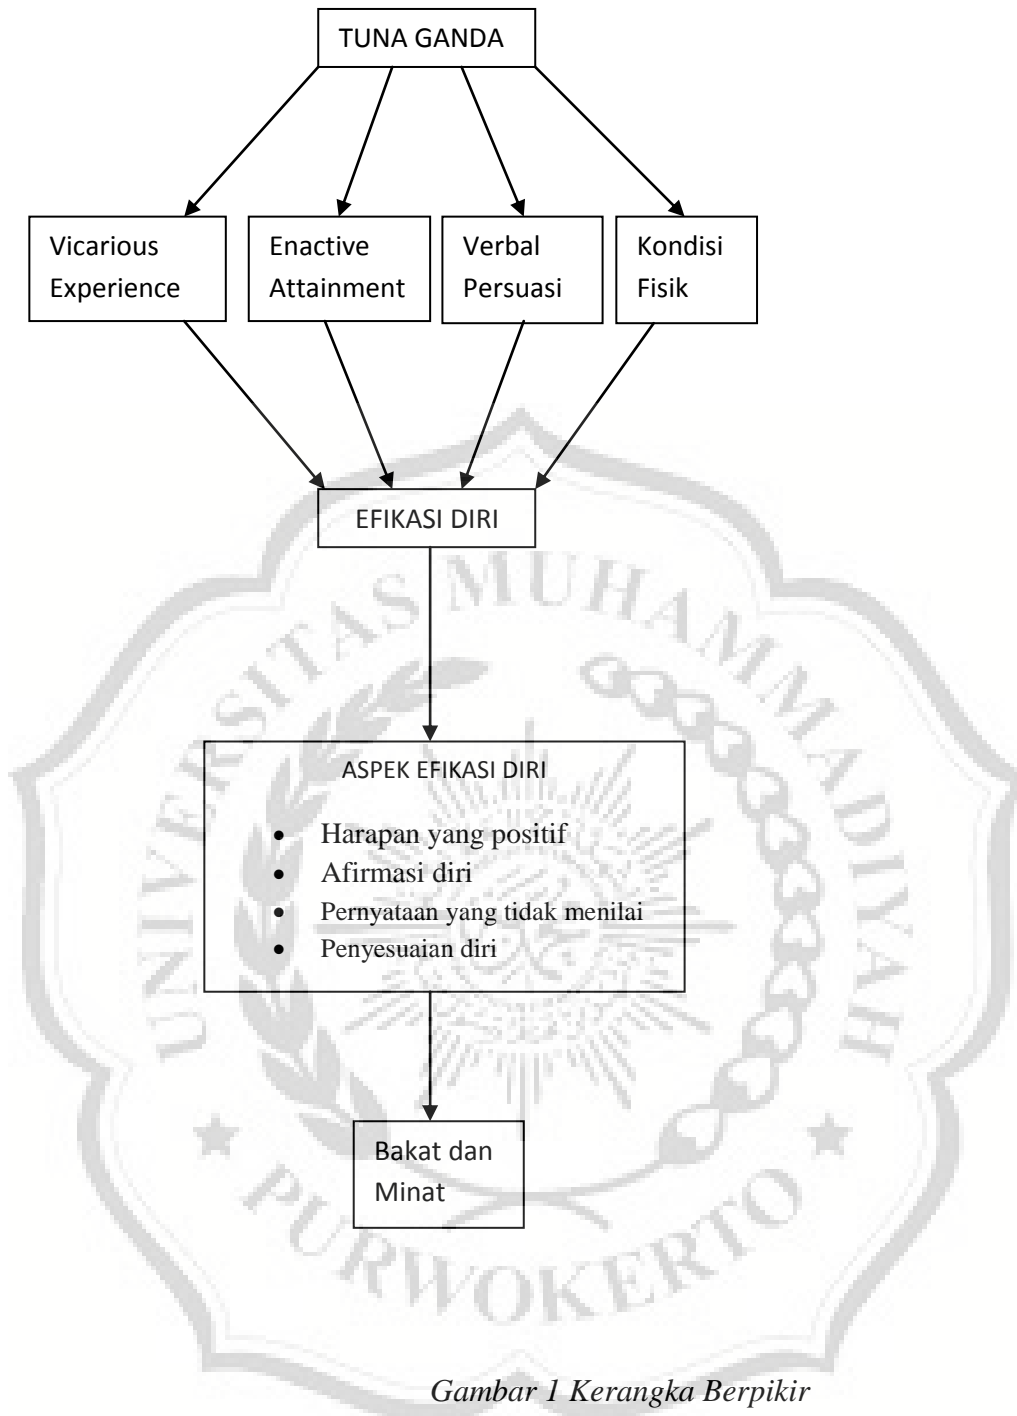 TUNA GANDA
Vicarious
Experience
Enactive
Attainment
Verbal
Persuasi
Kondisi
Fisik
EFIKASI DIRI
ASPEK EFIKASI DIRI
• Harapan yang positif
• Afirmasi diri
• Pernyataan yang tidak menilai
• Penyesuaian diri
Bakat dan
Minat
UNIVERSITAS MUHAMMADIYAH
PURWOKERTO
Gambar 1 Kerangka Berpikir